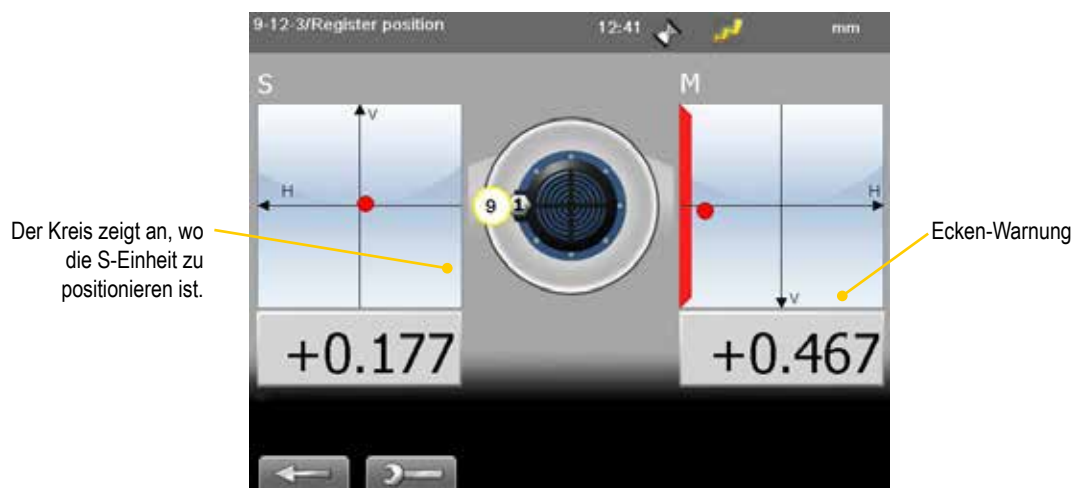 9-12-3/Register position 12:41 mm
S M
V
H H
9 1
V
Der Kreis zeigt an, wo
die S-Einheit zu
positionieren ist.
Ecken-Warnung
+0.177 +0.467